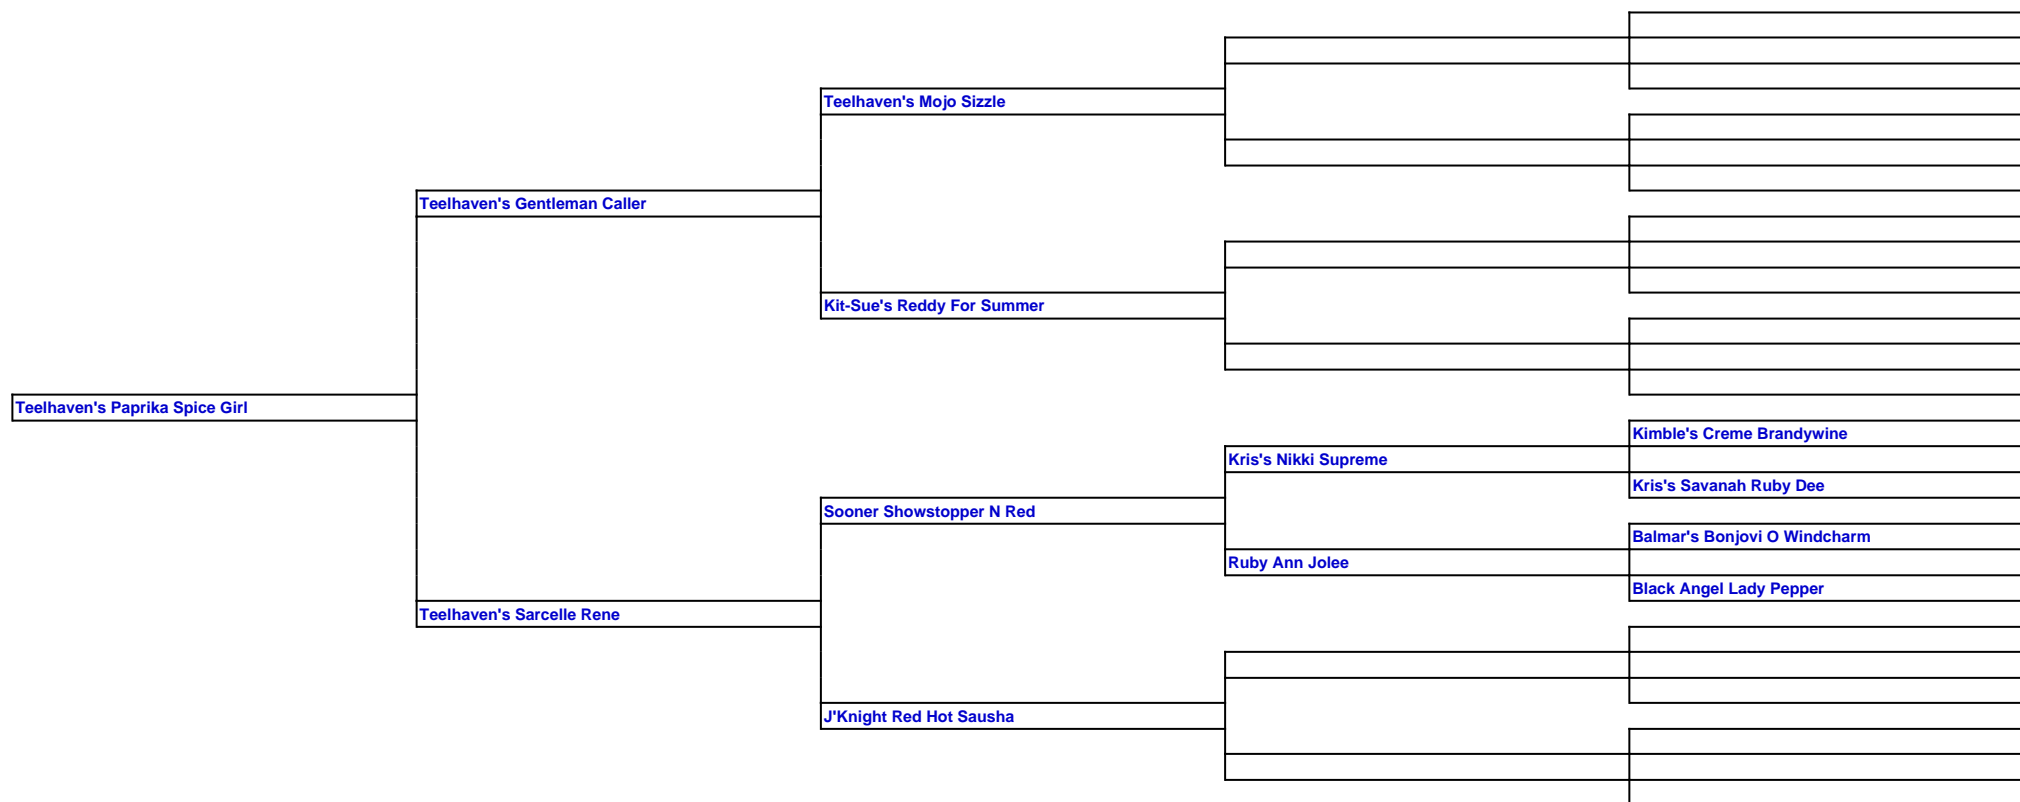 Teelhaven's Mojo Sizzle
Teelhaven's Gentleman Caller
Kit-Sue's Reddy For Summer
Teelhaven's Paprika Spice Girl
Kimble's Creme Brandywine
Kris's Nikki Supreme
Kris's Savanah Ruby Dee
Sooner Showstopper N Red
Balmar's Bonjovi O Windcharm
Ruby Ann Jolee
Black Angel Lady Pepper
Teelhaven's Sarcelle Rene
J'Knight Red Hot Sausha